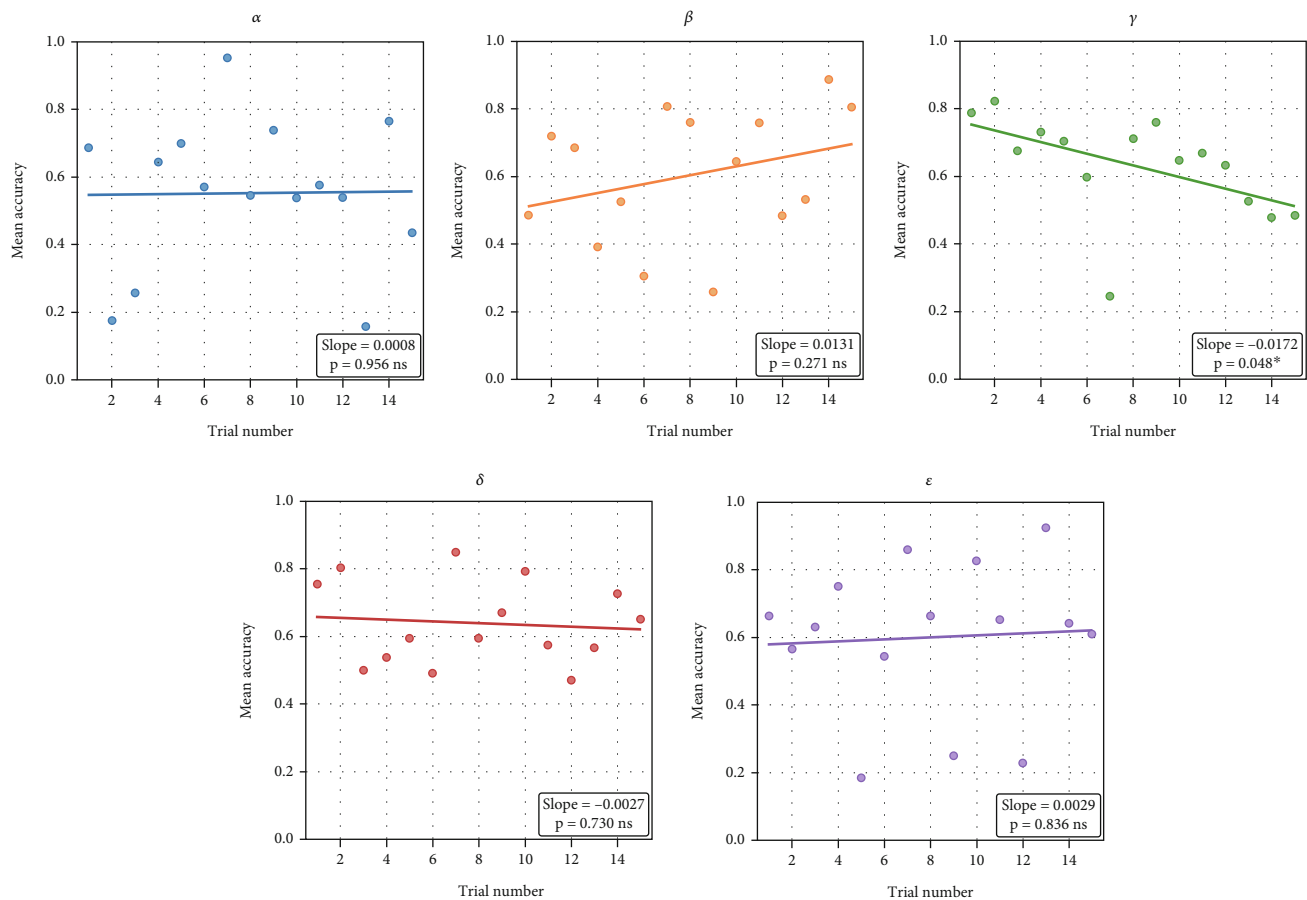 α
Mean accuracy
1.0
0.8
0.6
0.4
0.2
0.0
Slope = 0.0008
p = 0.956 ns
2 4 6 8 10 12 14
Trial number
β
Mean accuracy
1.0
0.8
0.6
0.4
0.2
0.0
Slope = 0.0131
p = 0.271 ns
2 4 6 8 10 12 14
Trial number
γ
Mean accuracy
1.0
0.8
0.6
0.4
0.2
0.0
Slope = –0.0172
p = 0.048*
2 4 6 8 10 12 14
Trial number
δ
Mean accuracy
1.0
0.8
0.6
0.4
0.2
0.0
Slope = –0.0027
p = 0.730 ns
2 4 6 8 10 12 14
Trial number
ε
Mean accuracy
1.0
0.8
0.6
0.4
0.2
0.0
Slope = 0.0029
p = 0.836 ns
2 4 6 8 10 12 14
Trial number